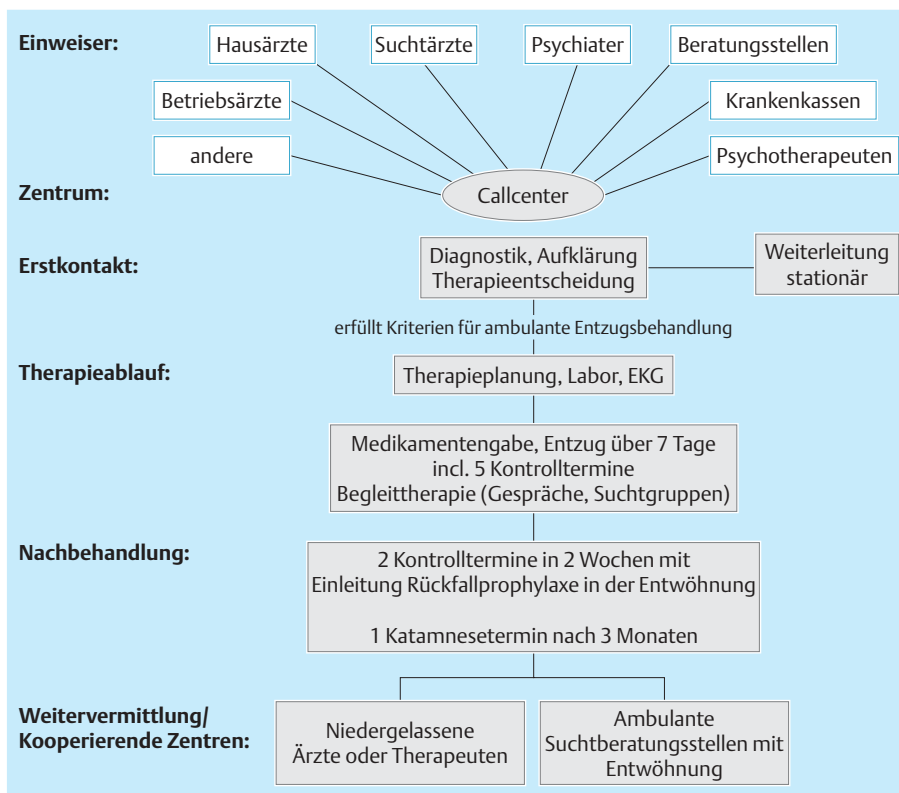 Einweiser:
Hausärzte
Suchtärzte
Psychiater
Beratungsstellen
Betriebsärzte
Krankenkassen
andere
Psychotherapeuten
Zentrum:
Callcenter
Erstkontakt:
Diagnostik, Aufklärung
Therapieentscheidung
Weiterleitung
stationär
erfüllt Kriterien für ambulante Entzugsbehandlung
Therapieablauf:
Therapieplanung, Labor, EKG
Medikamentengabe, Entzug über 7 Tage
incl. 5 Kontrolltermine
Begleittherapie (Gespräche, Suchtgruppen)
Nachbehandlung:
2 Kontrolltermine in 2 Wochen mit
Einleitung Rückfallprophylaxe in der Entwöhnung
1 Katamnesetermin nach 3 Monaten
Weitervermittlung/
Kooperierende Zentren:
Niedergelassene
Ärzte oder Therapeuten
Ambulante
Suchtberatungsstellen mit
Entwöhnung